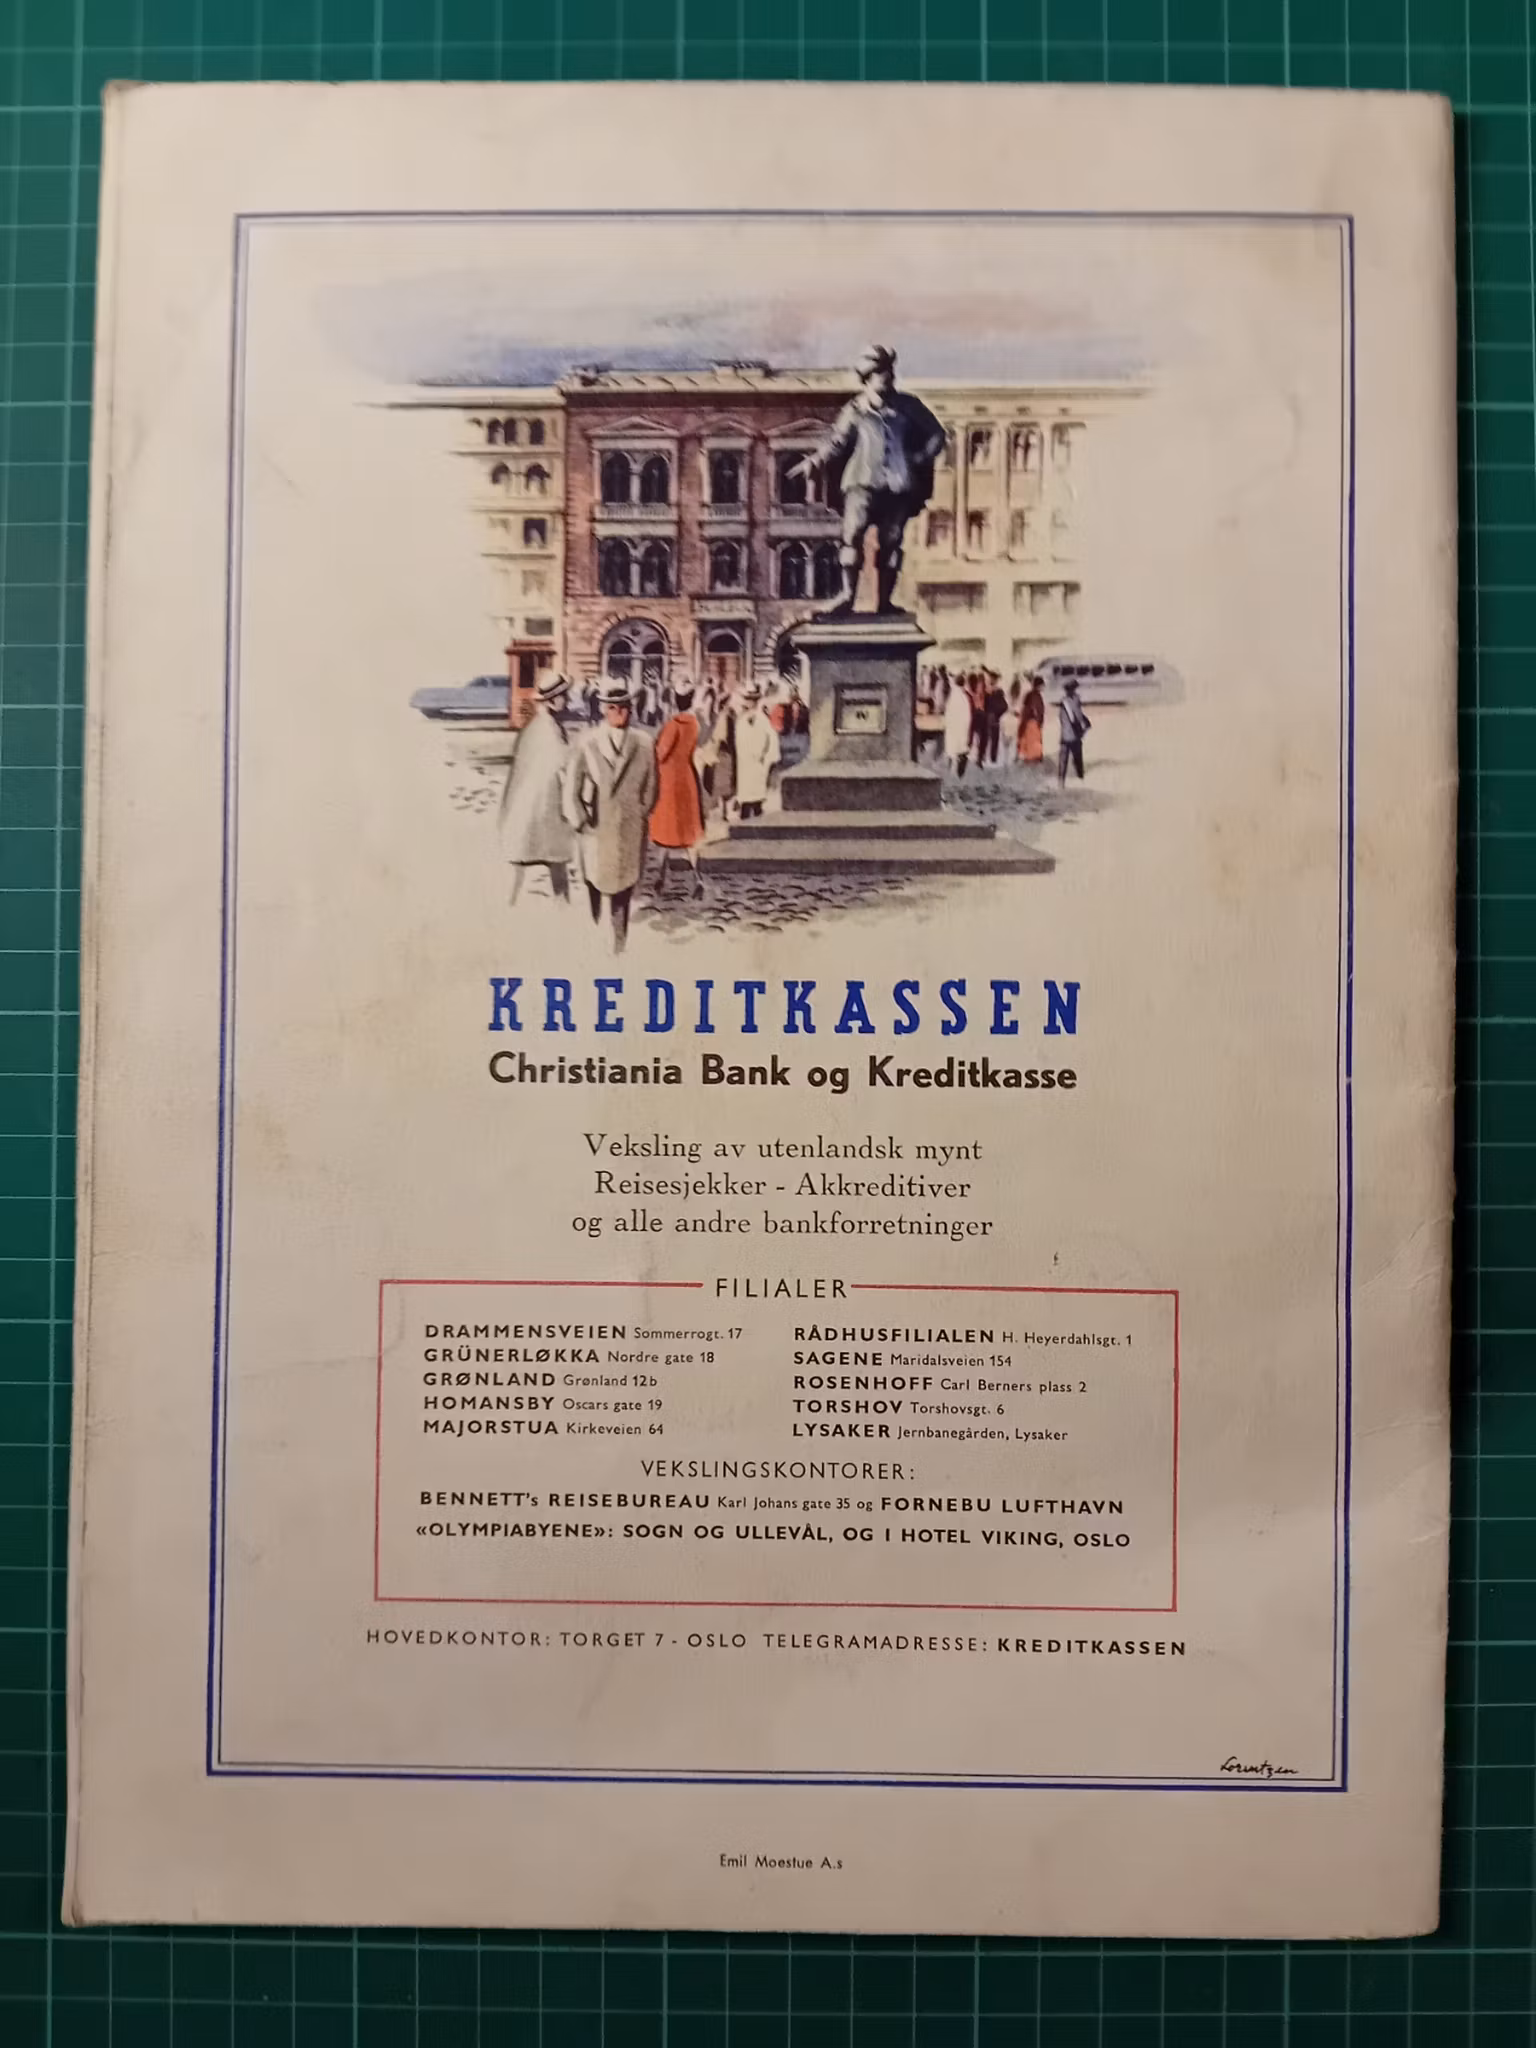 KREDITKASSEN
Christiania Bank og Kreditkasse
Veksling av utenlandsk mynt
Reisesjekker - Akkreditiver
og alle andre bankforretninger
FILIALER
DRAMMENSVEIEN Sommerrogt. 17
GRÜNERLØKKA Nordre gate 18
GRØNLAND Grønland 12b
HOMANSBY Oscars gate 19
MAJORSTUA Kirkeveien 64
RÅDHUSFILIALEN H. Heyerdahlsgt. 1
SAGENE Maridalsveien 154
ROSENHOFF Carl Berners plass 2
TORSHOV Torshovsgt. 6
LYSAKER Jernbanegården, Lysaker
VEKSLINGSKONTORER:
BENNETT's REISEBUREAU Karl Johans gate 35 og FORNEBU LUFTHAVN
«OLYMPIABYENE»: SOGN OG ULLEVÅL, OG I HOTEL VIKING, OSLO
HOVEDKONTOR: TORGET 7 - OSLO TELEGRAMADRESSE: KREDITKASSEN
Lorentzen
Emil Moestue A.s